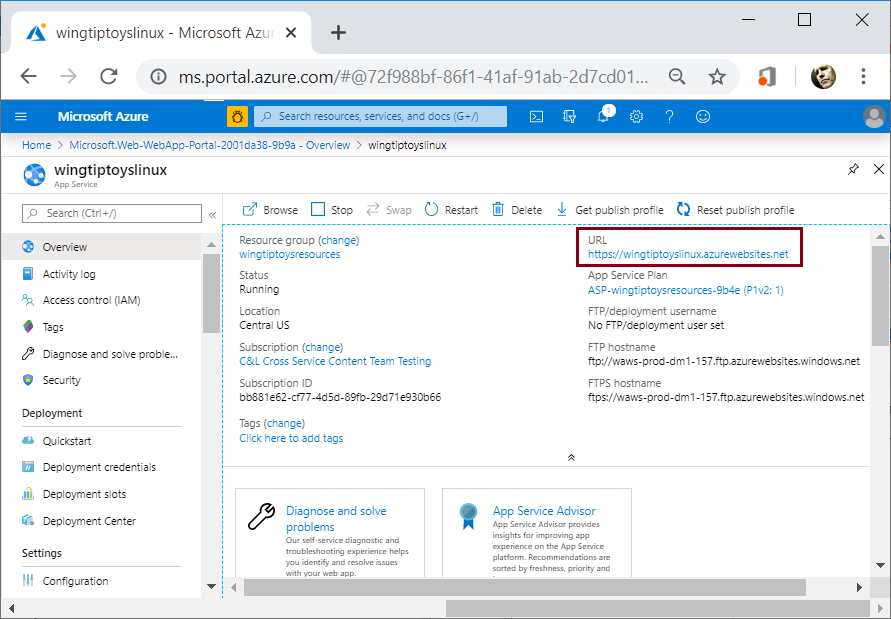 wingtiptoyslinux - Microsoft Azur
ms.portal.azure.com/#@72f988bf-86f1-41af-91ab-2d7cd01...
Microsoft Azure
Search resources, services, and docs (G+/)
1
Home > Microsoft.Web-WebApp-Portal-2001da38-9b9a - Overview > wingtiptoyslinux
wingtiptoyslinux
App Service
Search (Ctrl+/)
«
Browse Stop Swap Restart Delete Get publish profile Reset publish profile
Overview
Activity log
Access control (IAM)
Tags
Diagnose and solve proble...
Security
Deployment
Quickstart
Deployment credentials
Deployment slots
Deployment Center
Settings
Configuration
Resource group (change)
wingtiptoysresources
Status
Running
Location
Central US
Subscription (change)
C&L Cross Service Content Team Testing
Subscription ID
bb881e62-cf77-4d5d-89fb-29d71e930b66
Tags (change)
Click here to add tags
URL
https://wingtiptoyslinux.azurewebsites.net
App Service Plan
ASP-wingtiptoysresources-9b4e (P1v2: 1)
FTP/deployment username
No FTP/deployment user set
FTP hostname
ftp://waws-prod-dm1-157.ftp.azurewebsites.windows.net
FTPS hostname
ftps://waws-prod-dm1-157.ftp.azurewebsites.windows.net
Diagnose and solve
problems
Our self-service diagnostic and
troubleshooting experience helps
you identify and resolve issues
with your web app.
App Service Advisor
App Service Advisor provides
insights for improving app
experience on the App Service
platform. Recommendations are
sorted by freshness, priority and